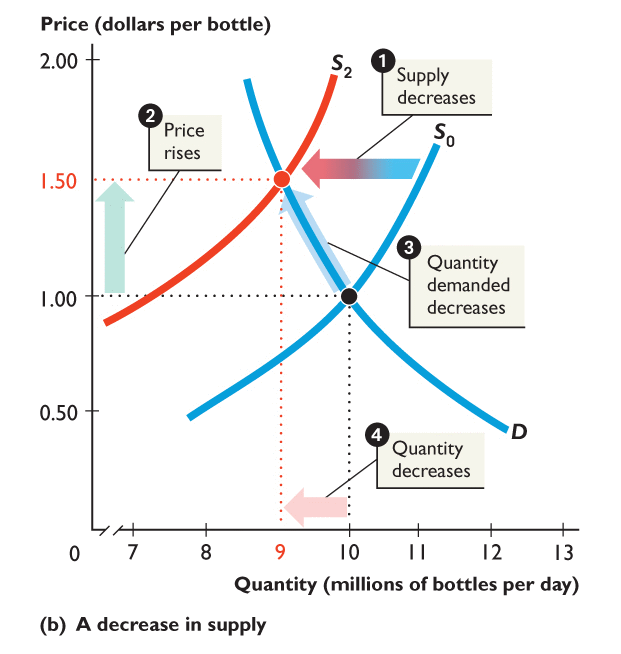 Price (dollars per bottle)
2.00
S2
1
Supply
decreases
S0
2
Price
rises
1.50
3
Quantity
demanded
decreases
1.00
0.50
D
4
Quantity
decreases
0 7 8 9 10 11 12 13
Quantity (millions of bottles per day)
(b) A decrease in supply